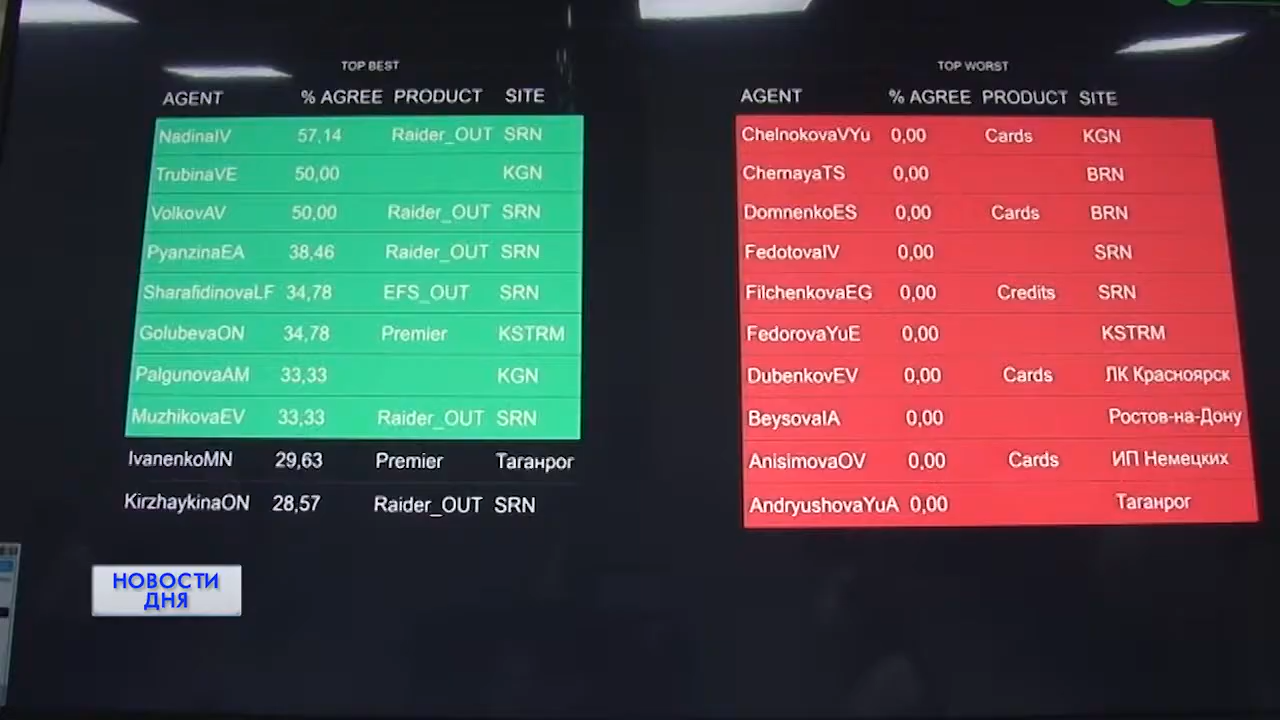 TOP BEST
AGENT % AGREE PRODUCT SITE
NadinaIV 57,14 Raider_OUT SRN
TrubinaVE 50,00 KGN
VolkovAV 50,00 Raider_OUT SRN
PyanzinaEA 38,46 Raider_OUT SRN
SharafidinovaLF 34,78 EFS_OUT SRN
GolubevaON 34,78 Premier KSTRM
PalgunovaAM 33,33 KGN
MuzhikovaEV 33,33 Raider_OUT SRN
IvanenkoMN 29,63 Premier Таганрог
KirzhaykinaON 28,57 Raider_OUT SRN
TOP WORST
AGENT % AGREE PRODUCT SITE
ChelnokovaVYu 0,00 Cards KGN
ChernayaTS 0,00 BRN
DomnenkoES 0,00 Cards BRN
FedotovaIV 0,00 SRN
FilchenkovaEG 0,00 Credits SRN
FedorovaYuE 0,00 KSTRM
DubenkovEV 0,00 Cards ЛК Красноярск
BeysovaIA 0,00 Ростов-на-Дону
AnisimovaOV 0,00 Cards ИП Немецких
AndryushovaYuA 0,00 Таганрог
НОВОСТИ
ДНЯ